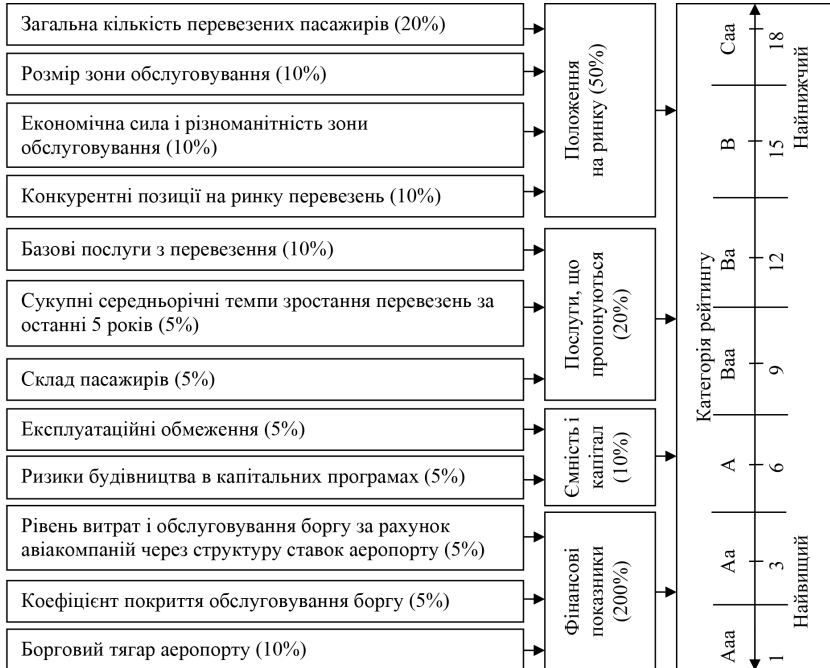 Загальна кількість перевезених пасажирів (20%)
Розмір зони обслуговування (10%)
Економічна сила і різноманітність зони
обслуговування (10%)
Конкурентні позиції на ринку перевезень (10%)
Базові послуги з перевезення (10%)
Сукупні середньорічні темпи зростання перевезень за
останні 5 років (5%)
Склад пасажирів (5%)
Експлуатаційні обмеження (5%)
Ризики будівництва в капітальних програмах (5%)
Рівень витрат і обслуговування боргу за рахунок
авіакомпаній через структуру ставок аеропорту (5%)
Коефіцієнт покриття обслуговування боргу (5%)
Борговий тягар аеропорту (10%)
Положення
на ринку (50%)
Послуги, що
пропонуються
(20%)
Ємність і
капітал
(10%)
Фінансові
показники
(200%)
Категорія рейтингу
Caa
B
Ba
Baa
A
Aa
Aaa
18
15
12
9
6
3
1
Найнижчий
Найвищий